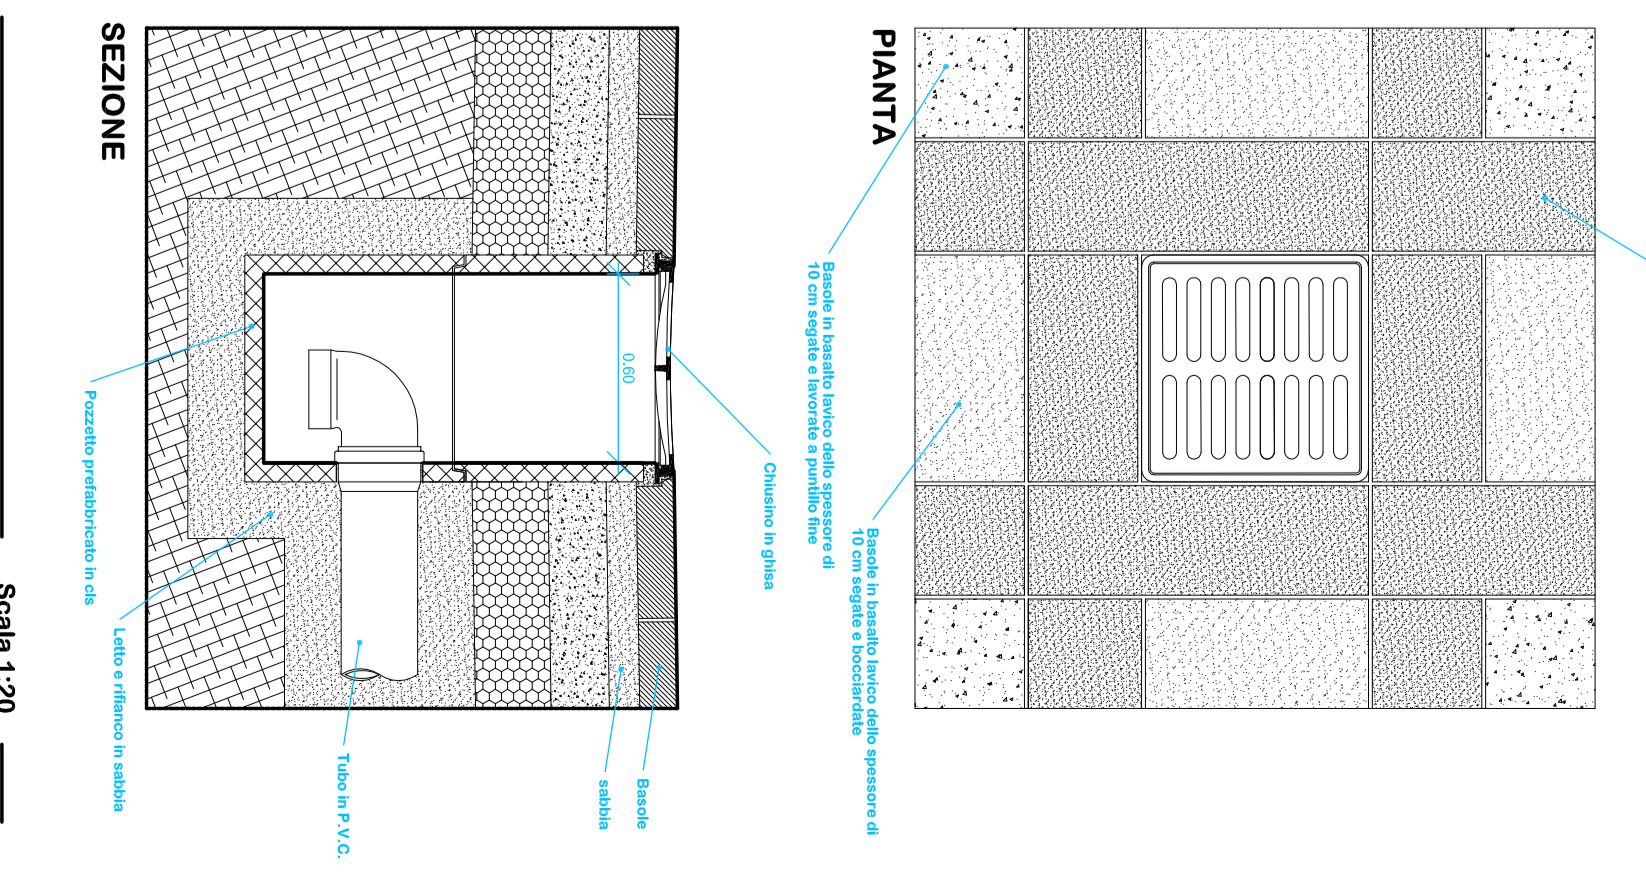 PIANTA
Basole in basalto lavico dello spessore di
10 cm segate e lavorate a puntillo fine
Basole in basalto lavico dello spessore di
10 cm segate e bocciardate
SEZIONE
0.60
Chiusino in ghisa
Basole
sabbia
Tubo in P.V.C.
Letto e rifianco in sabbia
Pozzetto prefabbricato in cls
Scala 1:20